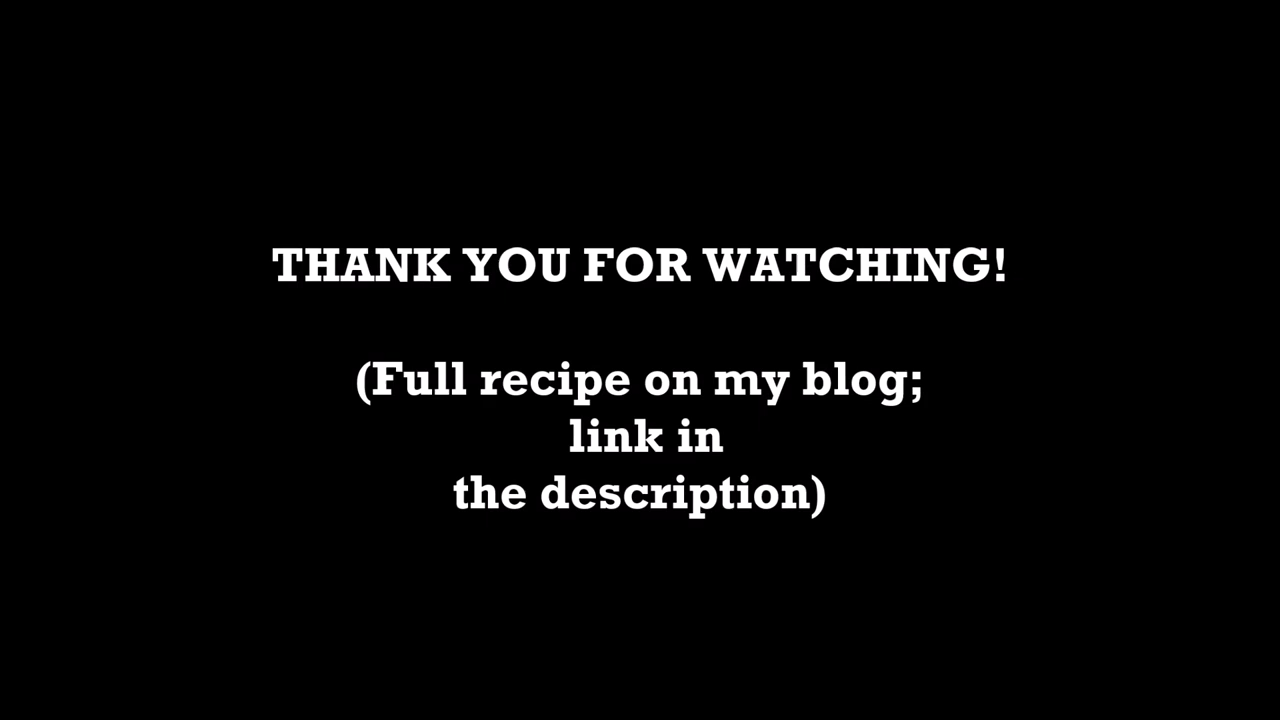 THANK YOU FOR WATCHING!
(Full recipe on my blog;
link in
the description)